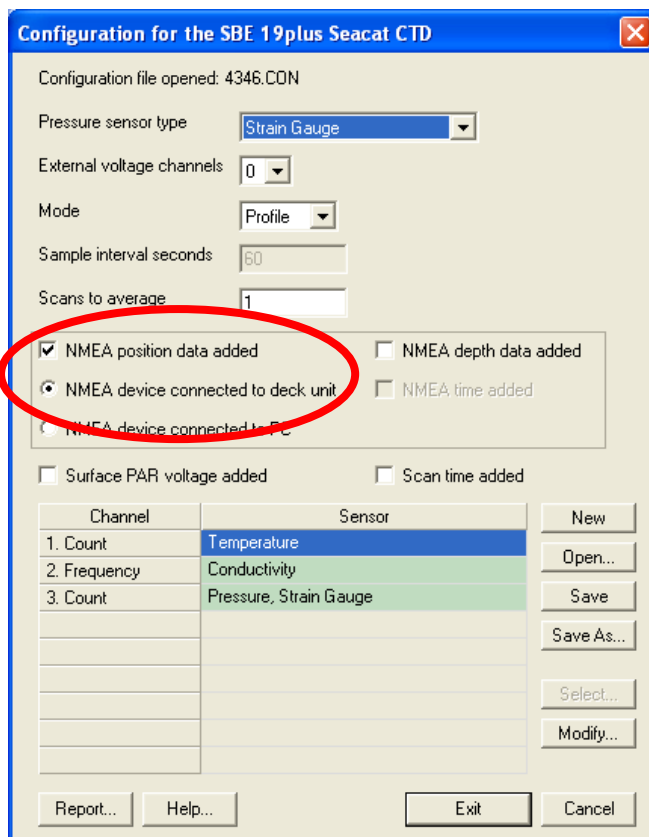 Configuration for the SBE 19plus Seacat CTD
Configuration file opened: 4346.CON
Pressure sensor type Strain Gauge
External voltage channels 0
Mode Profile
Sample interval seconds 60
Scans to average 1
NMEA position data added NMEA depth data added
NMEA device connected to deck unit NMEA time added
NMEA device connected to PC
Surface PAR voltage added Scan time added
Channel Sensor New
1. Count Temperature
2. Frequency Conductivity Open...
3. Count Pressure, Strain Gauge Save
Save As...
Select...
Modify...
Report... Help... Exit Cancel